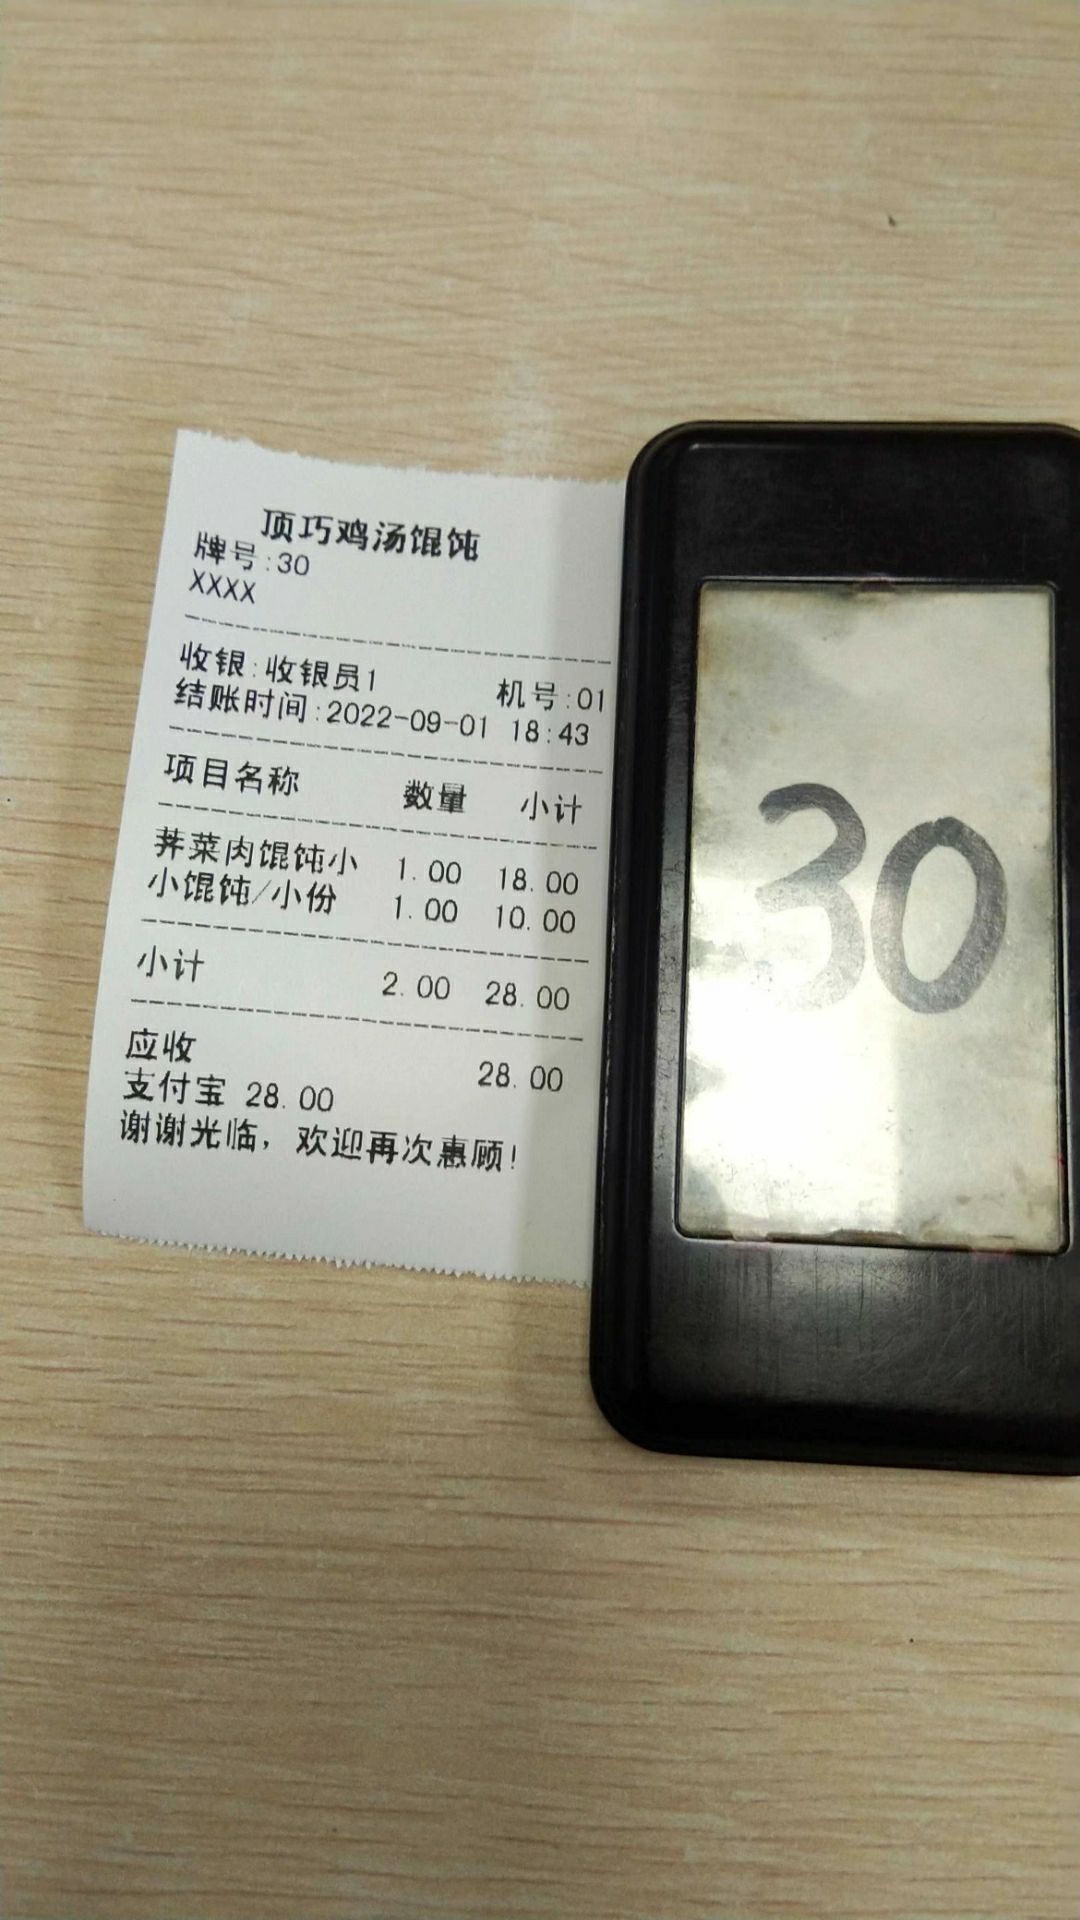 顶巧鸡汤馄饨
牌号:30
XXXX
收银:收银员1 机号:01
结账时间:2022-09-01 18:43
项目名称 数量 小计
荠菜肉馄饨小 1.00 18.00
小馄饨/小份 1.00 10.00
小计 2.00 28.00
应收 28.00
支付宝 28.00
谢谢光临，欢迎再次惠顾!
30